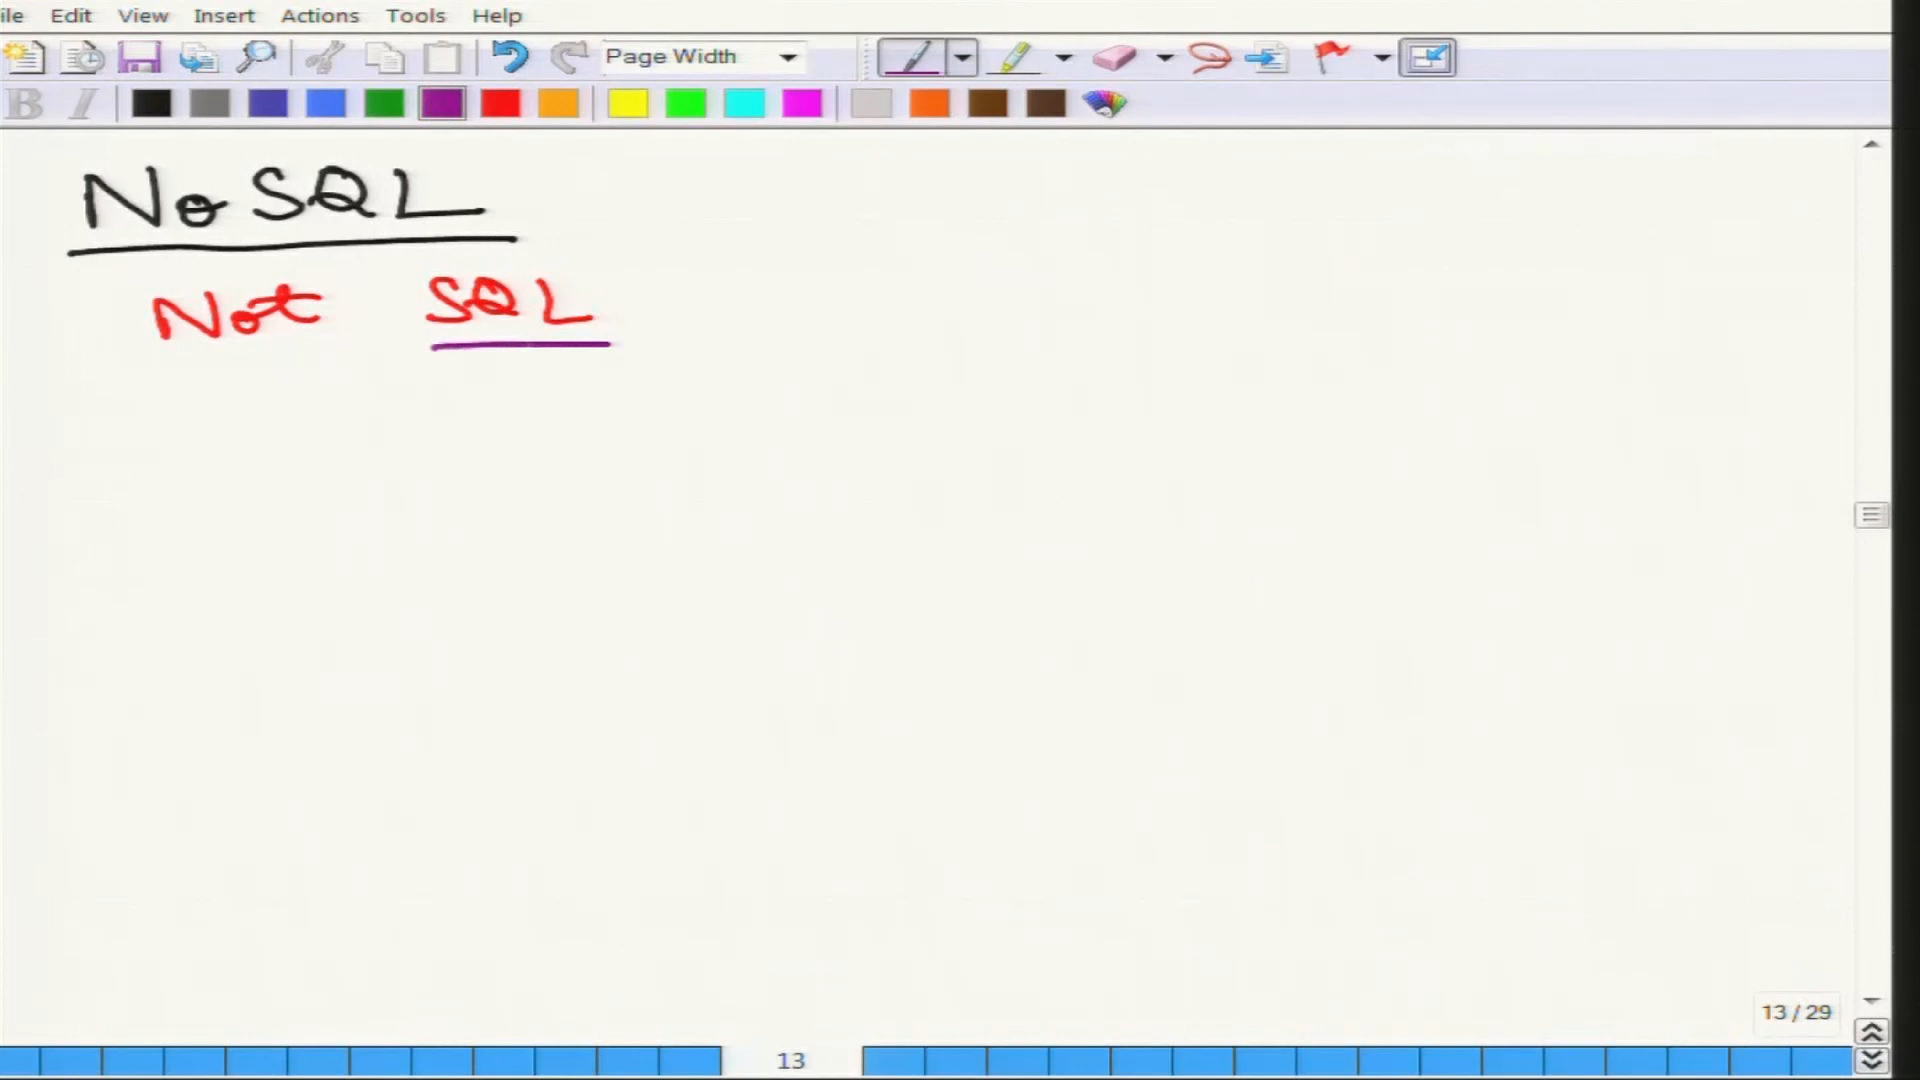 ile Edit View Insert Actions Tools Help
Page Width
B I
NoSQL
Not SQL
13 / 29
13